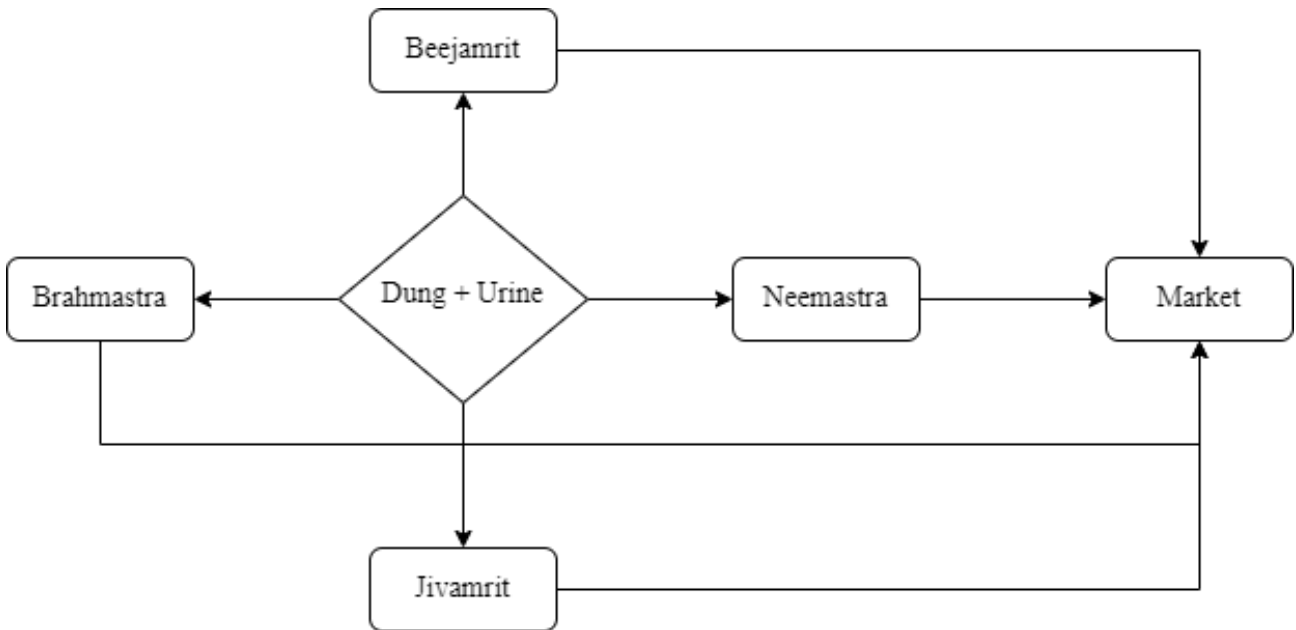 Beejamrit
Brahmastra
Dung + Urine
Neemastra
Market
Jivamrit